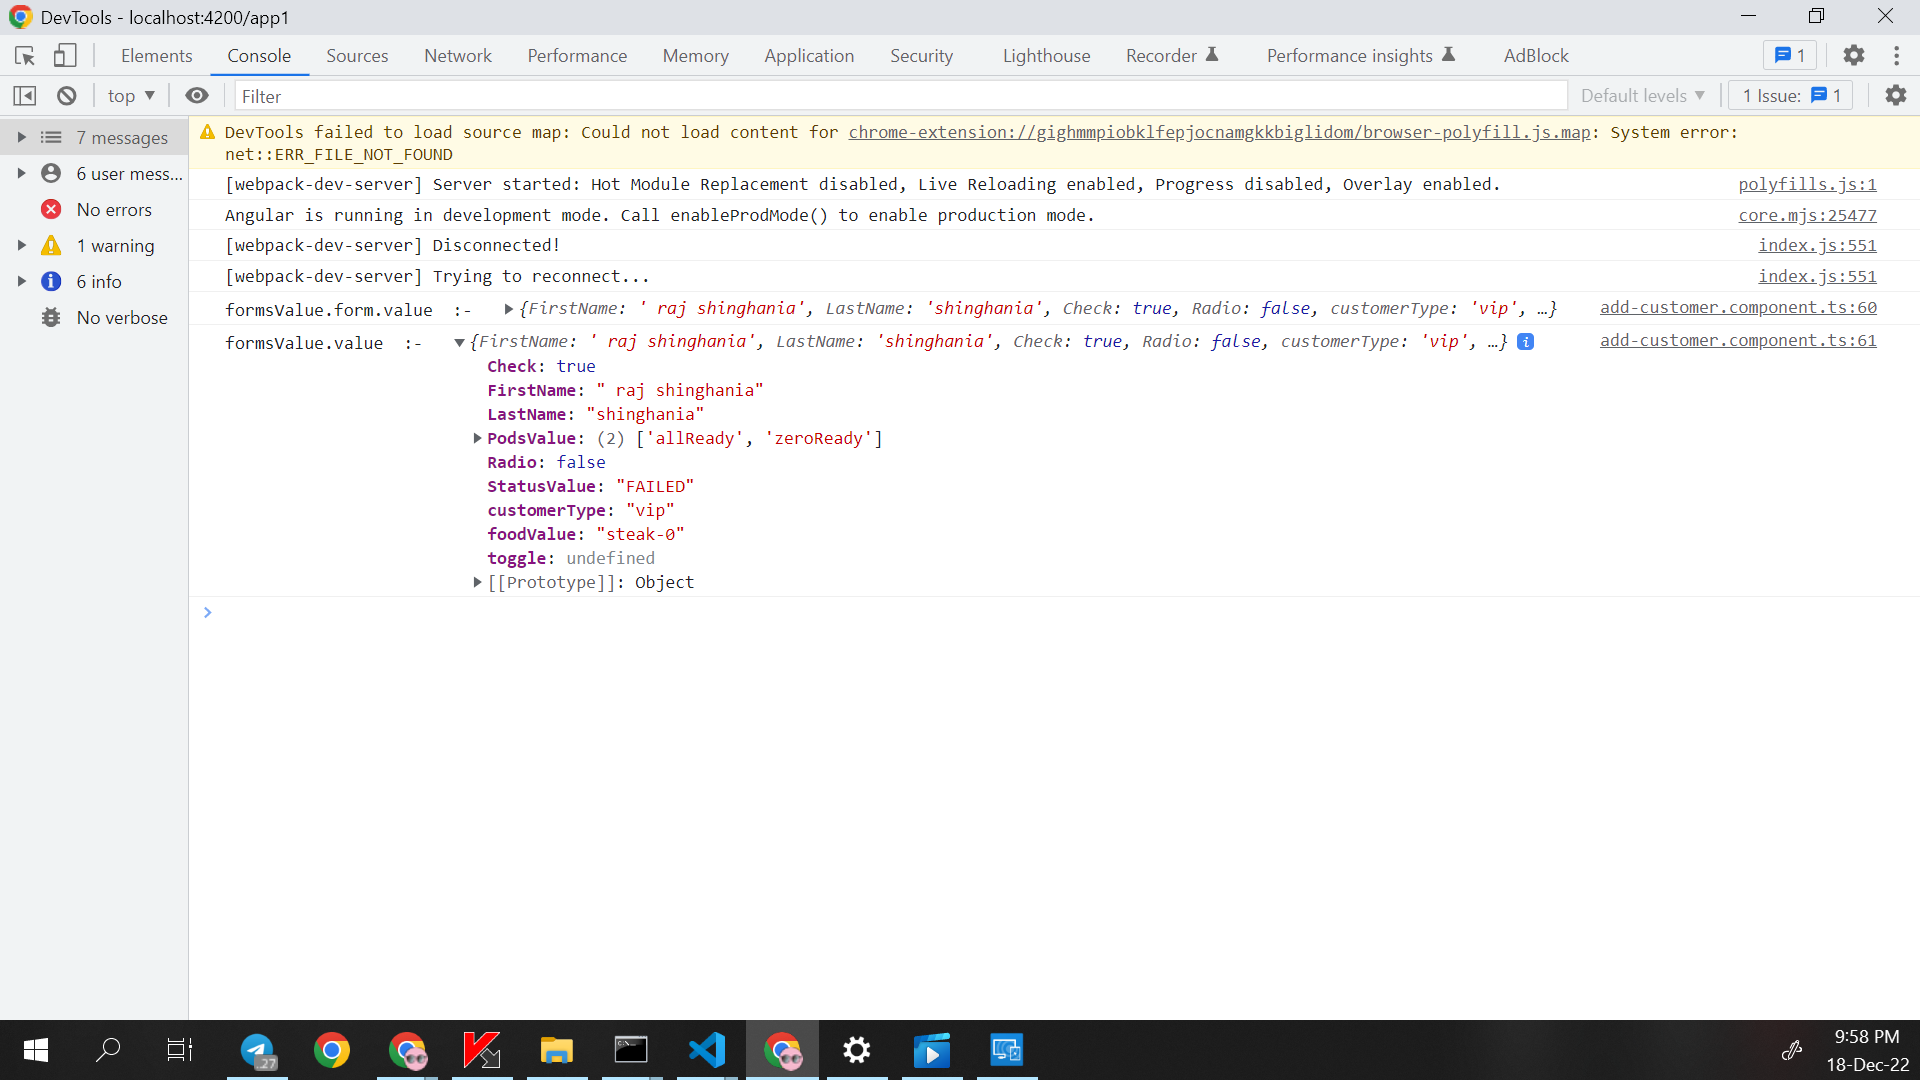 DevTools - localhost:4200/app1
Elements Console Sources Network Performance Memory Application Security Lighthouse Recorder Performance insights AdBlock 1
top Filter Default levels 1 Issue: 1
7 messages
6 user mess...
No errors
1 warning
6 info
No verbose
DevTools failed to load source map: Could not load content for chrome-extension://gighmmpiobklfepjocnamgkkbiglidom/browser-polyfill.js.map: System error:
net::ERR_FILE_NOT_FOUND
[webpack-dev-server] Server started: Hot Module Replacement disabled, Live Reloading enabled, Progress disabled, Overlay enabled. polyfills.js:1
Angular is running in development mode. Call enableProdMode() to enable production mode. core.mjs:25477
[webpack-dev-server] Disconnected! index.js:551
[webpack-dev-server] Trying to reconnect... index.js:551
formsValue.form.value :- {FirstName: ' raj shinghania', LastName: 'shinghania', Check: true, Radio: false, customerType: 'vip', …} add-customer.component.ts:60
formsValue.value :- {FirstName: ' raj shinghania', LastName: 'shinghania', Check: true, Radio: false, customerType: 'vip', …} i add-customer.component.ts:61
Check: true
FirstName: " raj shinghania"
LastName: "shinghania"
PodsValue: (2) ['allReady', 'zeroReady']
Radio: false
StatusValue: "FAILED"
customerType: "vip"
foodValue: "steak-0"
toggle: undefined
[[Prototype]]: Object
27
9:58 PM
18-Dec-22